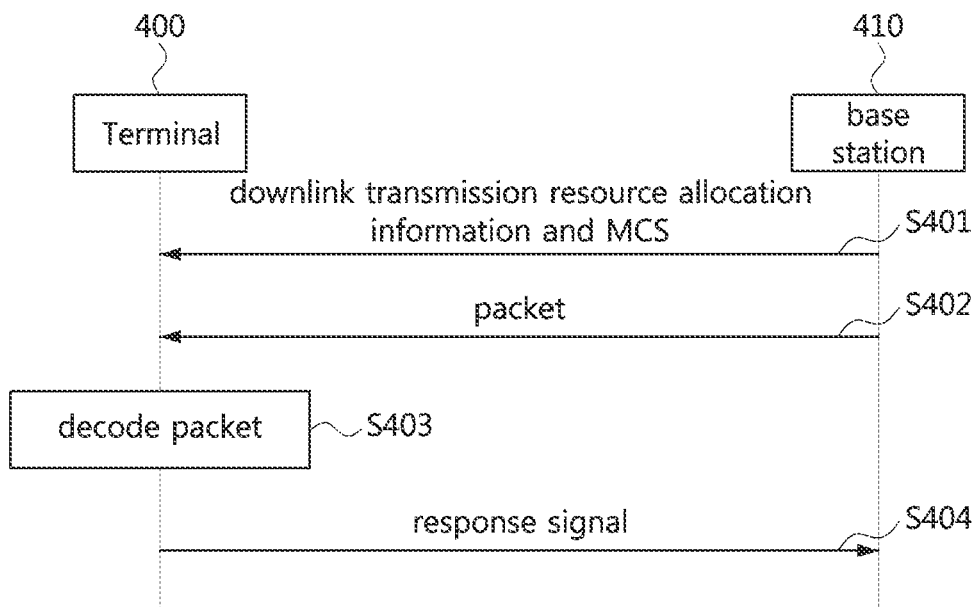 400
410
Terminal
base
station
downlink transmission resource allocation
information and MCS
S401
packet
S402
decode packet
S403
response signal
S404